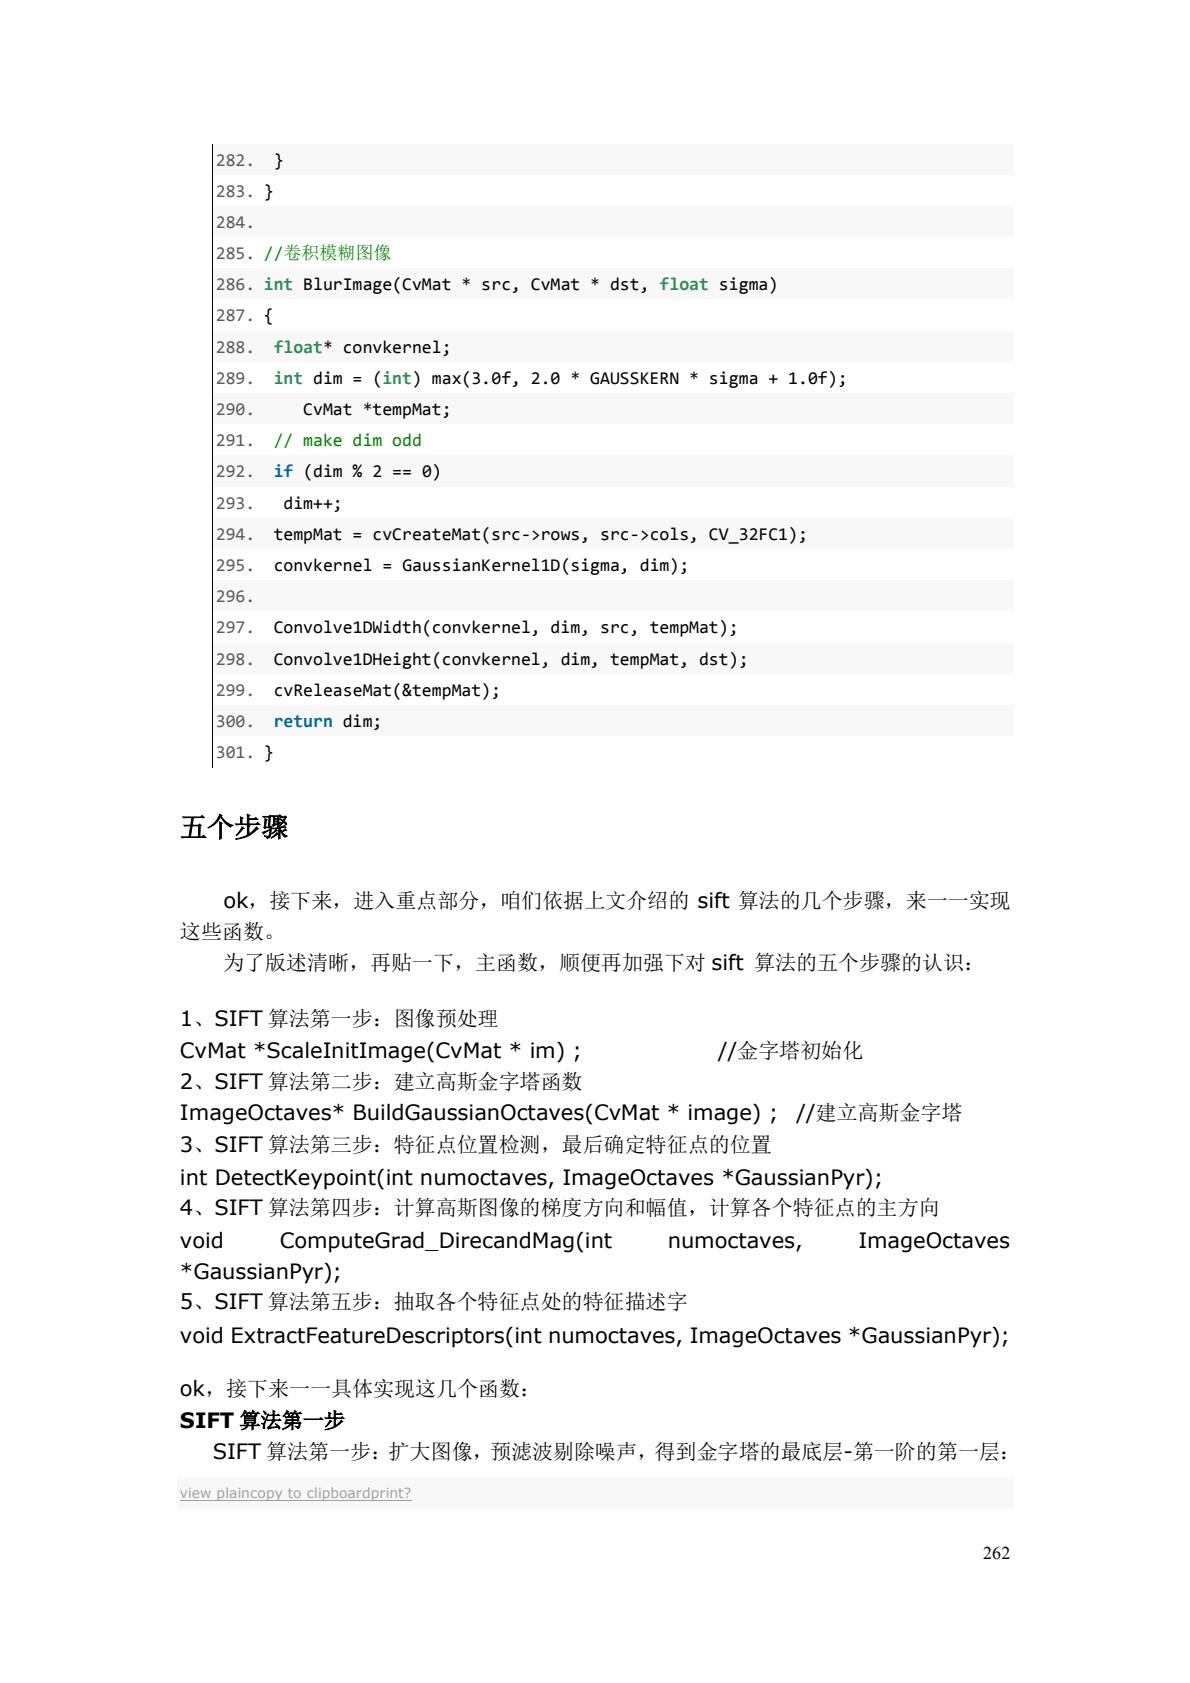 282. }
283. }
284.
285. //卷积模糊图像
286. int BlurImage(CvMat * src, CvMat * dst, float sigma)
287. {
288. float* convkernel;
289. int dim = (int) max(3.0f, 2.0 * GAUSSKERN * sigma + 1.0f);
290. CvMat *tempMat;
291. // make dim odd
292. if (dim % 2 == 0)
293. dim++;
294. tempMat = cvCreateMat(src->rows, src->cols, CV_32FC1);
295. convkernel = GaussianKernel1D(sigma, dim);
296.
297. Convolve1DWidth(convkernel, dim, src, tempMat);
298. Convolve1DHeight(convkernel, dim, tempMat, dst);
299. cvReleaseMat(&tempMat);
300. return dim;
301. }
五个步骤
ok，接下来，进入重点部分，咱们依据上文介绍的 sift 算法的几个步骤，来一一实现
这些函数。
为了版述清晰，再贴一下，主函数，顺便再加强下对 sift 算法的五个步骤的认识：
1、SIFT 算法第一步：图像预处理
CvMat *ScaleInitImage(CvMat * im) ; //金字塔初始化
2、SIFT 算法第二步：建立高斯金字塔函数
ImageOctaves* BuildGaussianOctaves(CvMat * image) ; //建立高斯金字塔
3、SIFT 算法第三步：特征点位置检测，最后确定特征点的位置
int DetectKeypoint(int numoctaves, ImageOctaves *GaussianPyr);
4、SIFT 算法第四步：计算高斯图像的梯度方向和幅值，计算各个特征点的主方向
void ComputeGrad_DirecandMag(int numoctaves, ImageOctaves
*GaussianPyr);
5、SIFT 算法第五步：抽取各个特征点处的特征描述字
void ExtractFeatureDescriptors(int numoctaves, ImageOctaves *GaussianPyr);
ok，接下来一一具体实现这几个函数：
SIFT 算法第一步
SIFT 算法第一步：扩大图像，预滤波剔除噪声，得到金字塔的最底层-第一阶的第一层：
view plaincopy to clipboardprint?
262